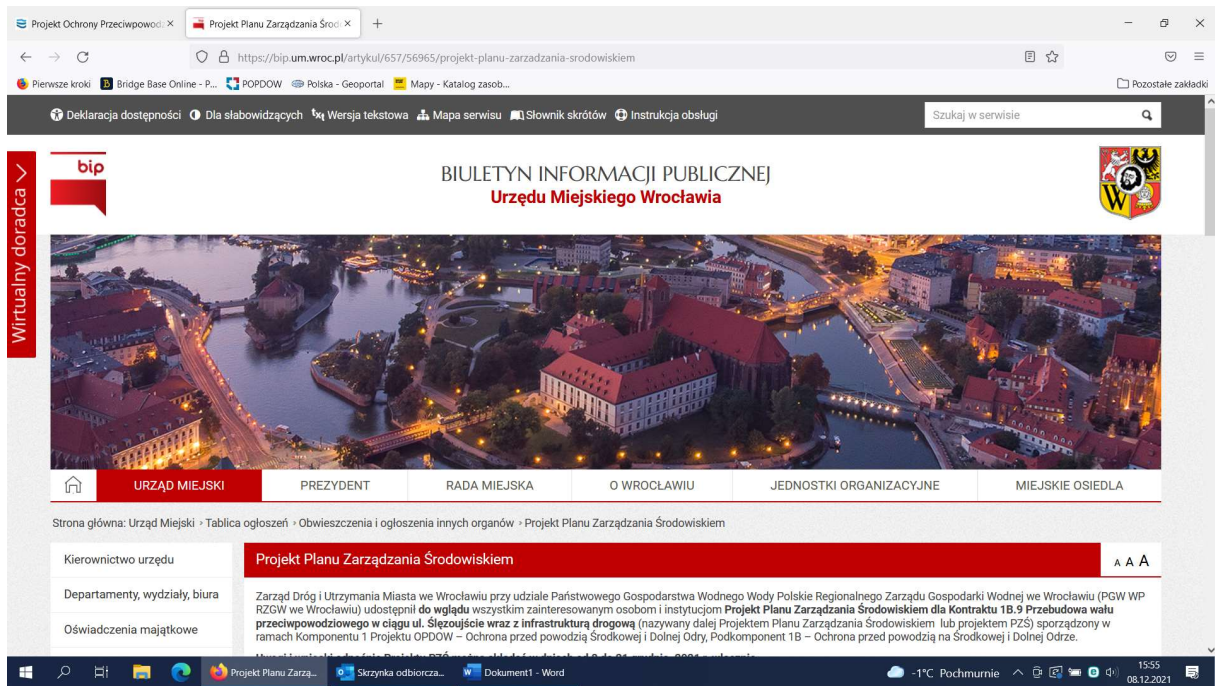 Projekt Ochrony Przeciwpowod: ×
Projekt Planu Zarządzania Środ ×
https://bip.um.wroc.pl/artykul/657/56965/projekt-planu-zarzadzania-srodowiskiem
Pierwsze kroki Bridge Base Online - P... POPDOW Polska - Geoportal Mapy - Katalog zasob... Pozostałe zakładki
Deklaracja dostępności Dla słabowidzących Wersja tekstowa Mapa serwisu Słownik skrótów Instrukcja obsługi Szukaj w serwisie
Wirtualny doradca
bip
BIULETYN INFORMACJI PUBLICZNEJ
Urzędu Miejskiego Wrocławia
W
URZĄD MIEJSKI PREZYDENT RADA MIEJSKA O WROCŁAWIU JEDNOSTKI ORGANIZACYJNE MIEJSKIE OSIEDLA
Strona główna: Urząd Miejski › Tablica ogłoszeń › Obwieszczenia i ogłoszenia innych organów › Projekt Planu Zarządzania Środowiskiem
Kierownictwo urzędu
Departamenty, wydziały, biura
Oświadczenia majątkowe
Projekt Planu Zarządzania Środowiskiem A A A
Zarząd Dróg i Utrzymania Miasta we Wrocławiu przy udziale Państwowego Gospodarstwa Wodnego Wody Polskie Regionalnego Zarządu Gospodarki Wodnej we Wrocławiu (PGW WP
RZGW we Wrocławiu) udostępnił do wglądu wszystkim zainteresowanym osobom i instytucjom Projekt Planu Zarządzania Środowiskiem dla Kontraktu 1B.9 Przebudowa wału
przeciwpowodziowego w ciągu ul. Ślęzoujście wraz z infrastrukturą drogową (nazywany dalej Projektem Planu Zarządzania Środowiskiem lub projektem PZŚ) sporządzony w
ramach Komponentu 1 Projektu OPDOW – Ochrona przed powodzią Środkowej i Dolnej Odry, Podkomponent 1B – Ochrona przed powodzią na Środkowej i Dolnej Odrze.
Projekt Planu Zarzą... Skrzynka odbiorcza... Dokument1 - Word -1°C Pochmurnie 15:55
08.12.2021